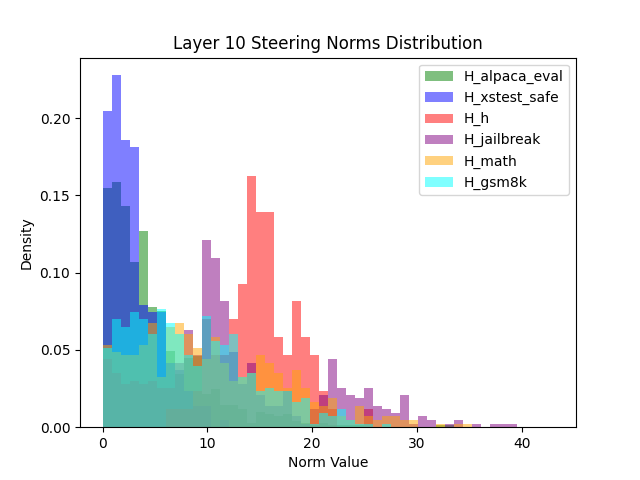 Layer 10 Steering Norms Distribution
H_alpaca_eval
H_xstest_safe
H_h
H_jailbreak
H_math
H_gsm8k
Density
0.20
0.15
0.10
0.05
0.00
0
10
20
30
40
Norm Value